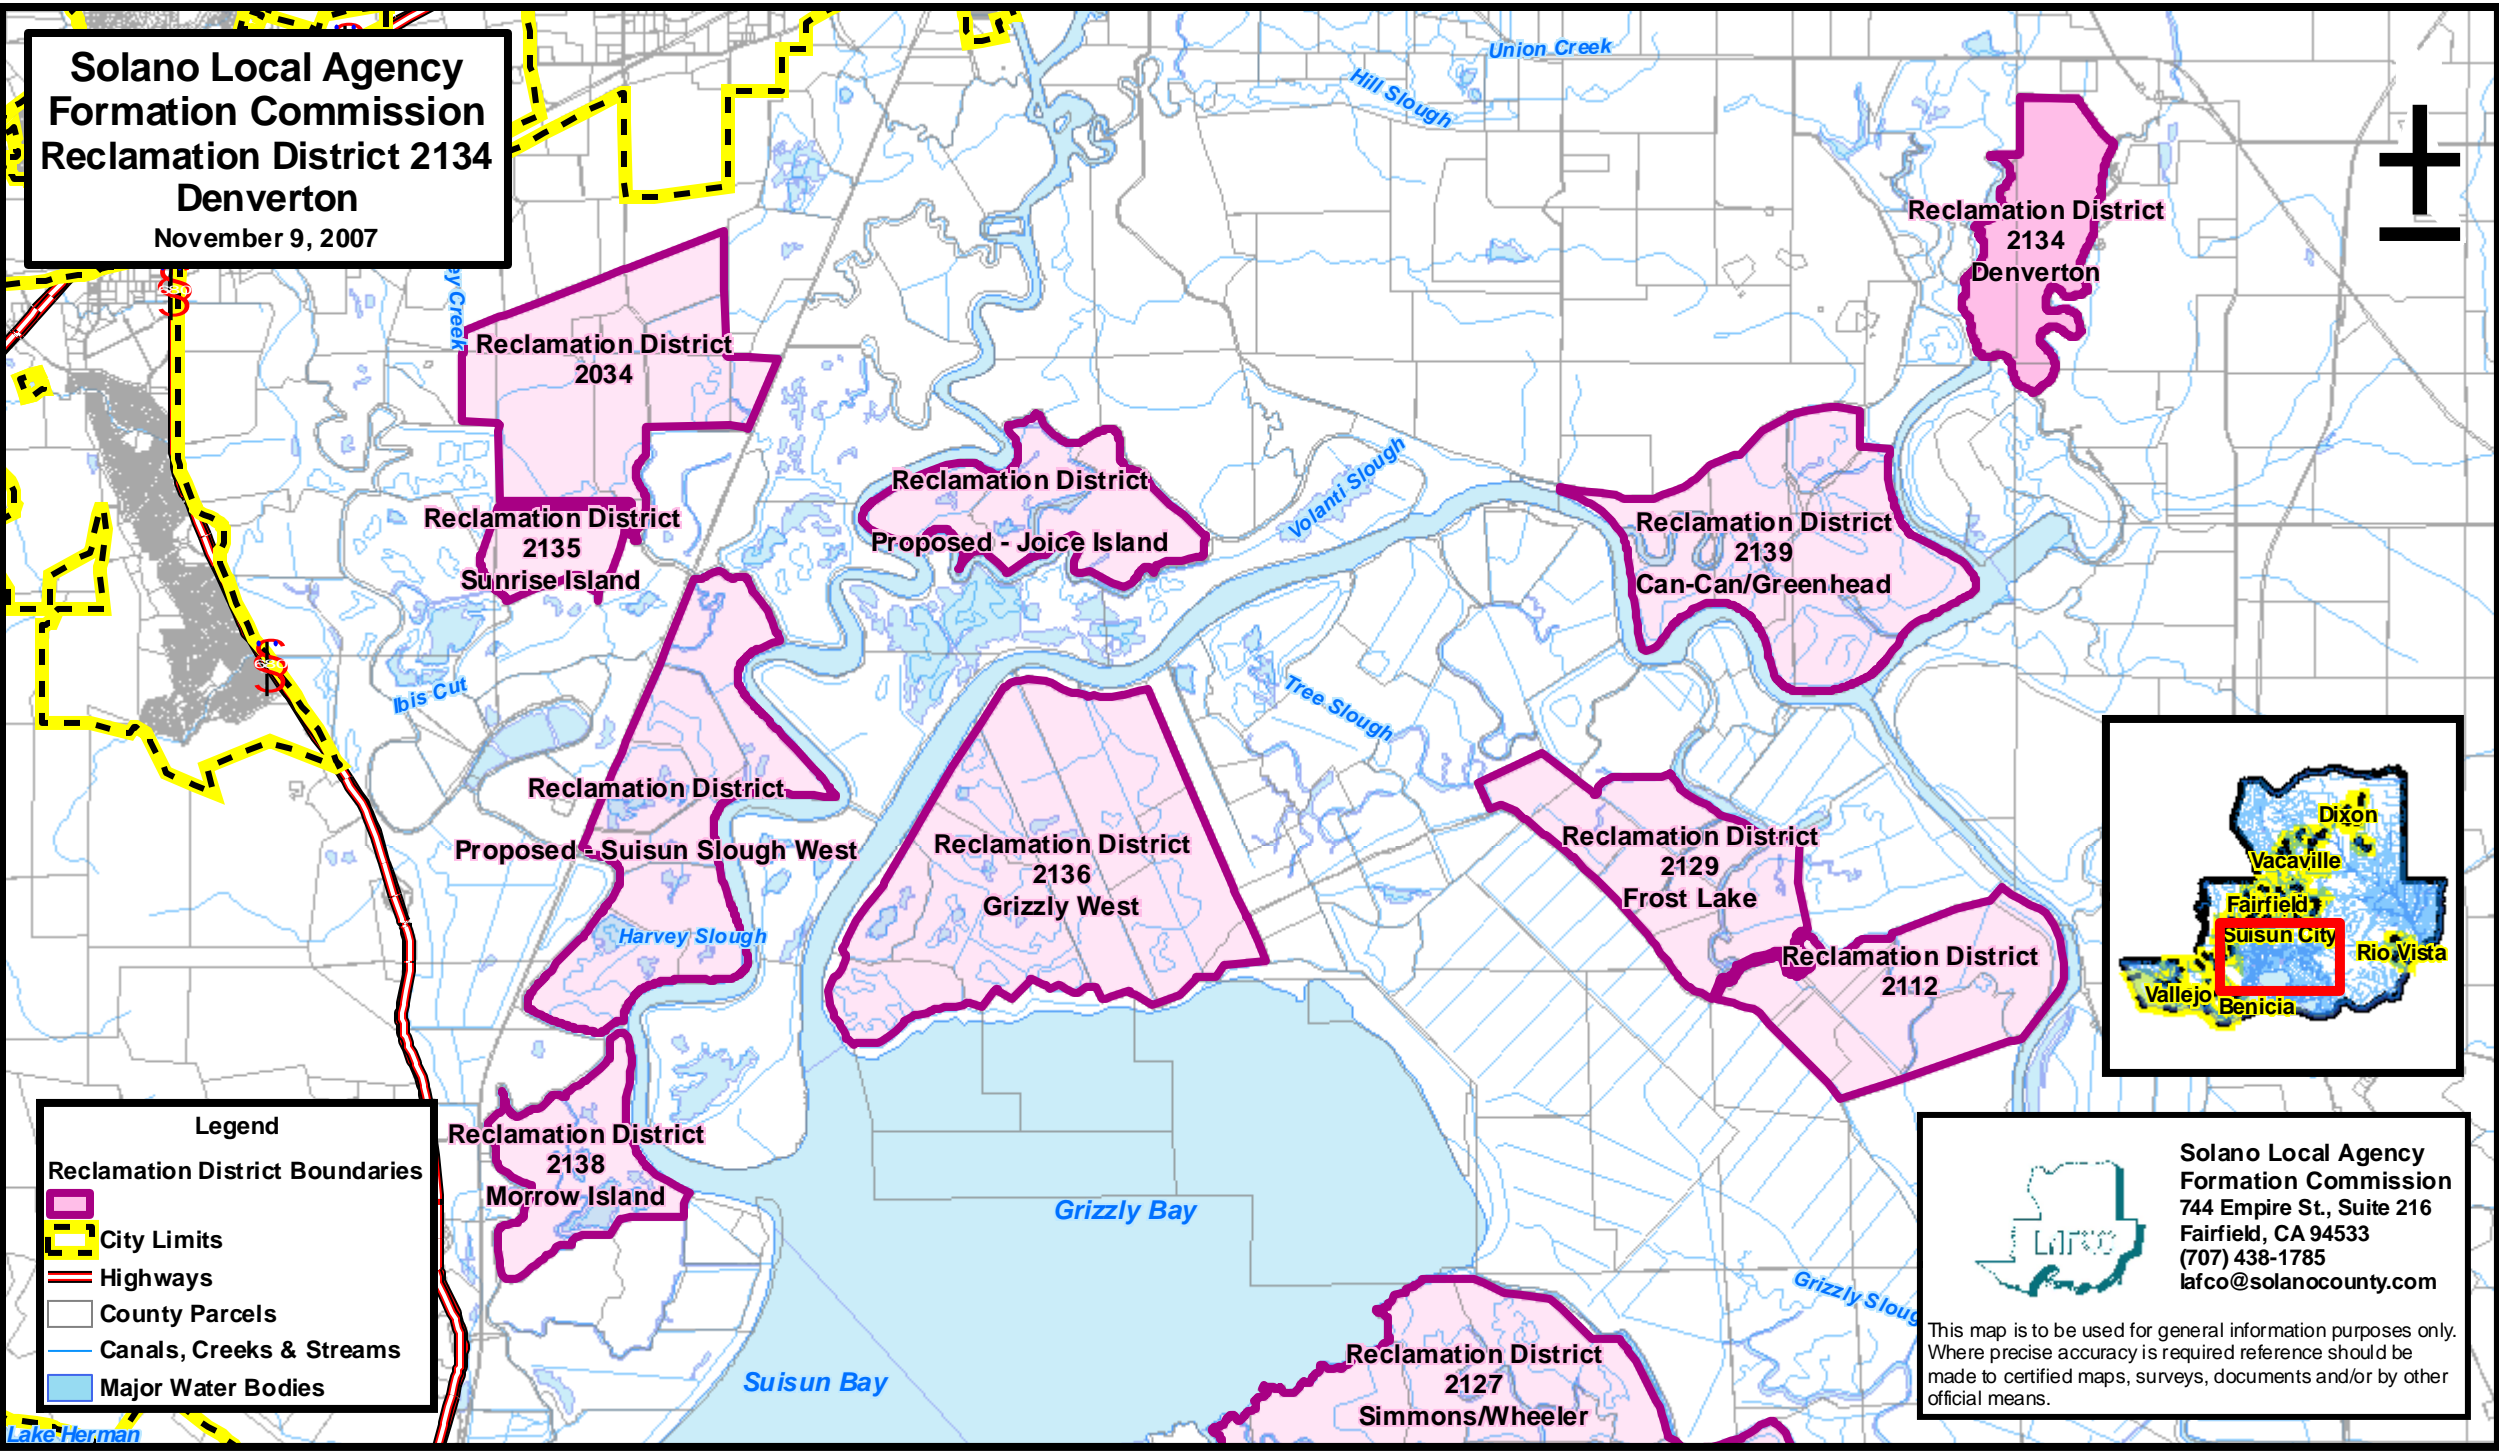 Solano Local Agency
Formation Commission
Reclamation District 2134
Denverton
November 9, 2007
Union Creek
Hill Slough
Reclamation District
2134
Denverton
ey Creek
Reclamation District
2034
Reclamation District
Proposed - Joice Island
Volanti Slough
Reclamation District
2139
Can-Can/Greenhead
Reclamation District
2135
Sunrise Island
Ibis Cut
Tree Slough
Reclamation District
Proposed - Suisun Slough West
Harvey Slough
Reclamation District
2136
Grizzly West
Reclamation District
2129
Frost Lake
Reclamation District
2112
Dixon
Vacaville
Fairfield
Suisun City
Rio Vista
Vallejo
Benicia
Reclamation District
2138
Morrow Island
Grizzly Bay
Suisun Bay
Grizzly Sloug
Reclamation District
2127
Simmons/Wheeler
Lake Herman
Legend
Reclamation District Boundaries
City Limits
Highways
County Parcels
Canals, Creeks & Streams
Major Water Bodies
LAFCO
Solano Local Agency
Formation Commission
744 Empire St., Suite 216
Fairfield, CA 94533
(707) 438-1785
lafco@solanocounty.com
This map is to be used for general information purposes only.
Where precise accuracy is required reference should be
made to certified maps, surveys, documents and/or by other
official means.